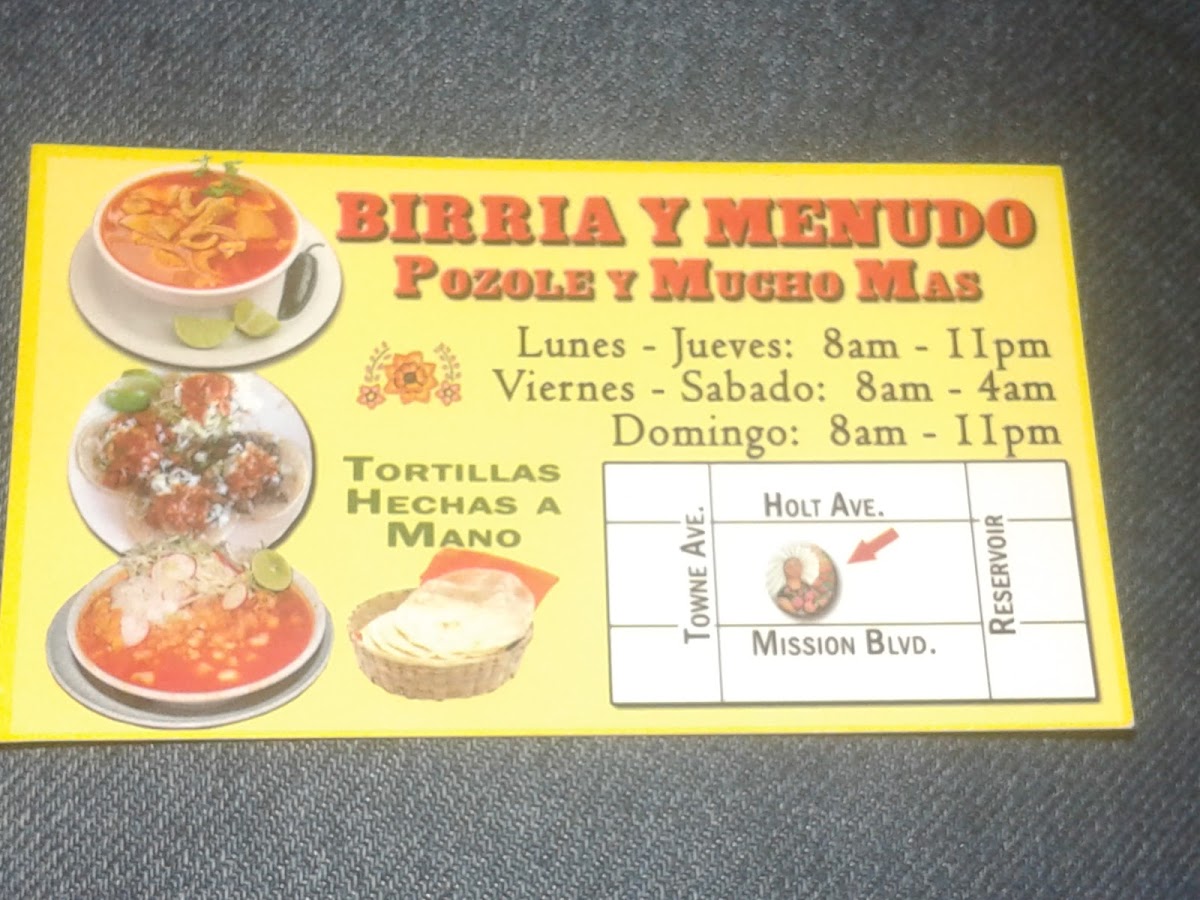 BIRRIA Y MENUDO
POZOLE Y MUCHO MAS
Lunes - Jueves: 8am - 11pm
Viernes - Sabado: 8am - 4am
Domingo: 8am - 11pm
TORTILLAS
HECHAS A
MANO
HOLT AVE.
TOWNE AVE.
RESERVOIR
MISSION BLVD.